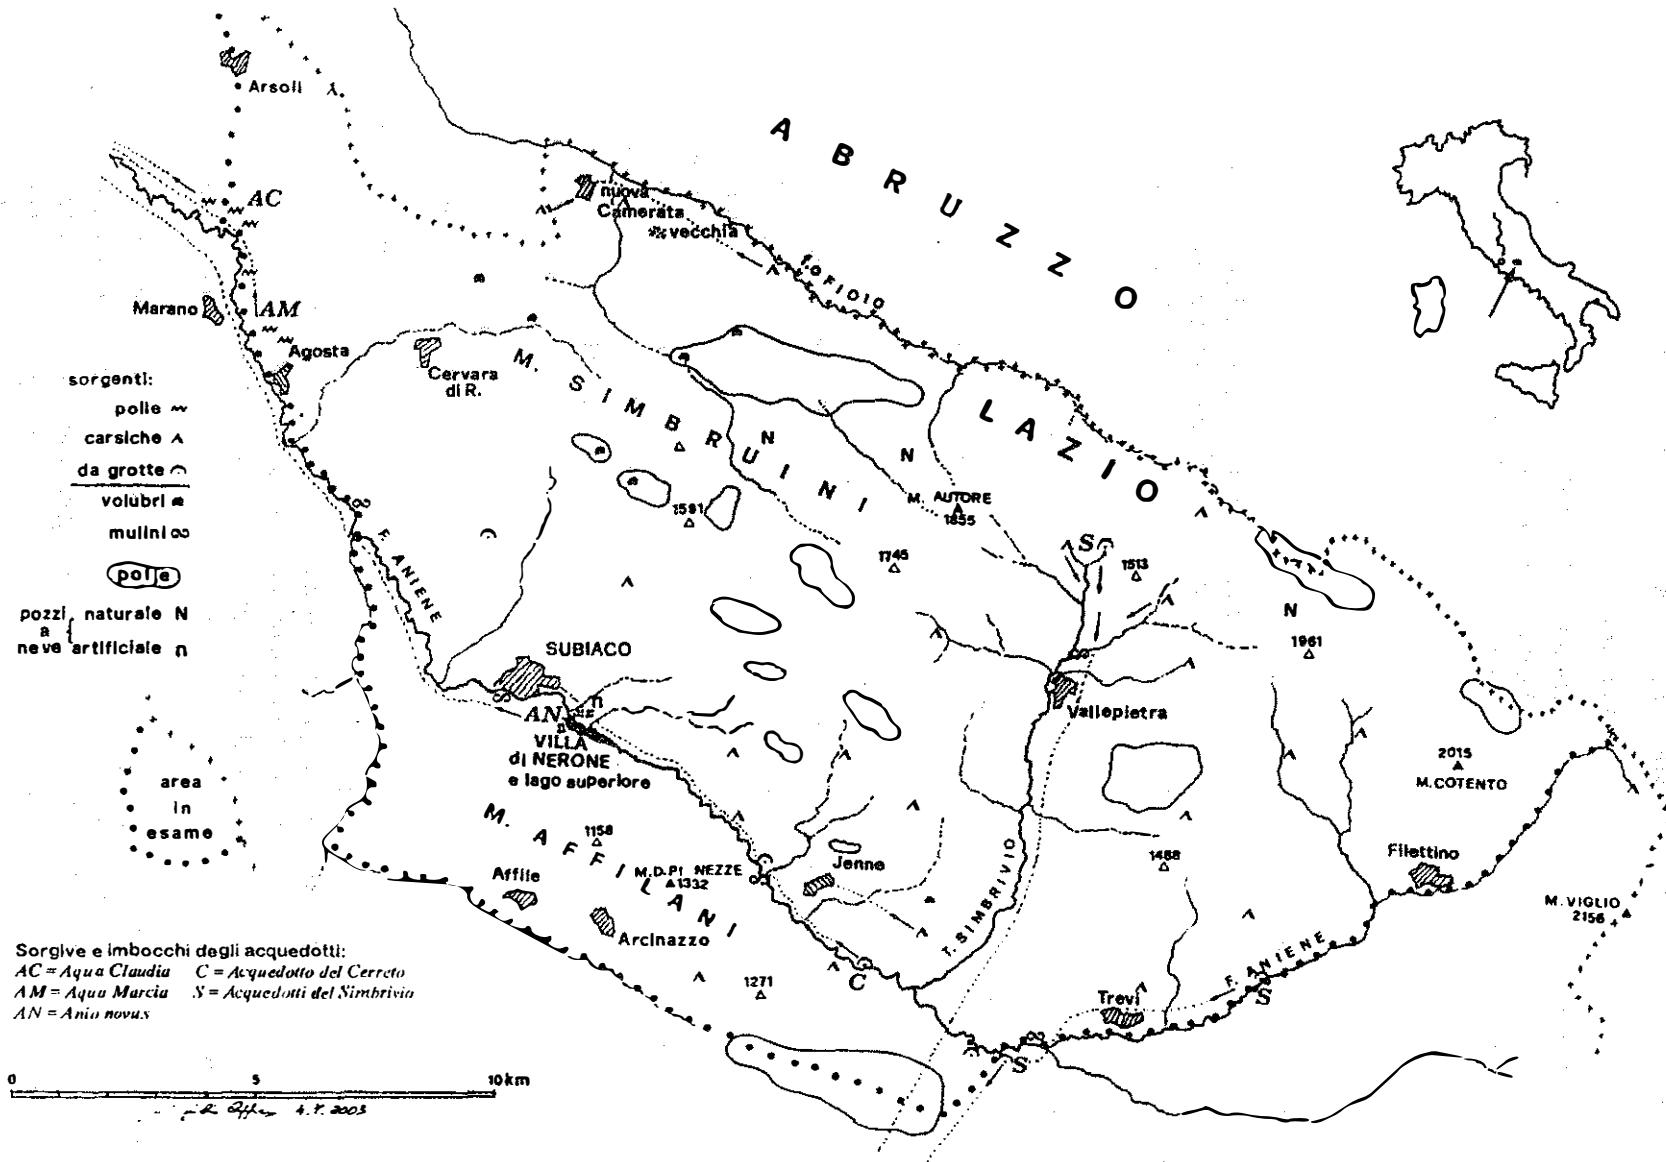 Arsoli
ABRUZZO
AC
nuova
Camerata
vecchia
f. OFIOIO
Marano
AM
Agosta
Cervara
di R.
M. SIMBRUINI
LAZIO
sorgenti:
polle
carsiche
da grotte
volubri
mulini
polje
pozzi naturale N
a
neve artificiale n
N
N
M. AUTORE
1855
1591
1745
S
1513
N
1961
F. ANIENE
SUBIACO
S
n
AN
VILLA
di NERONE
e lago superiore
Vallepietra
2015
M. COTENTO
area
in
esame
M. AFFILANI
1158
M.D.PI NEZZE
1332
Affile
Arcinazzo
Jenne
T. SIMBRIVIO
1488
Filettino
M. VIGLIO
2156
C
1271
Trevi
F. ANIENE
S
S
Sorgive e imbocchi degli acquedotti:
AC = Aqua Claudia C = Acquedotto del Cerreto
AM = Aqua Marcia S = Acquedotti del Simbrivio
AN = Anio novus
0 5 10 km
2003